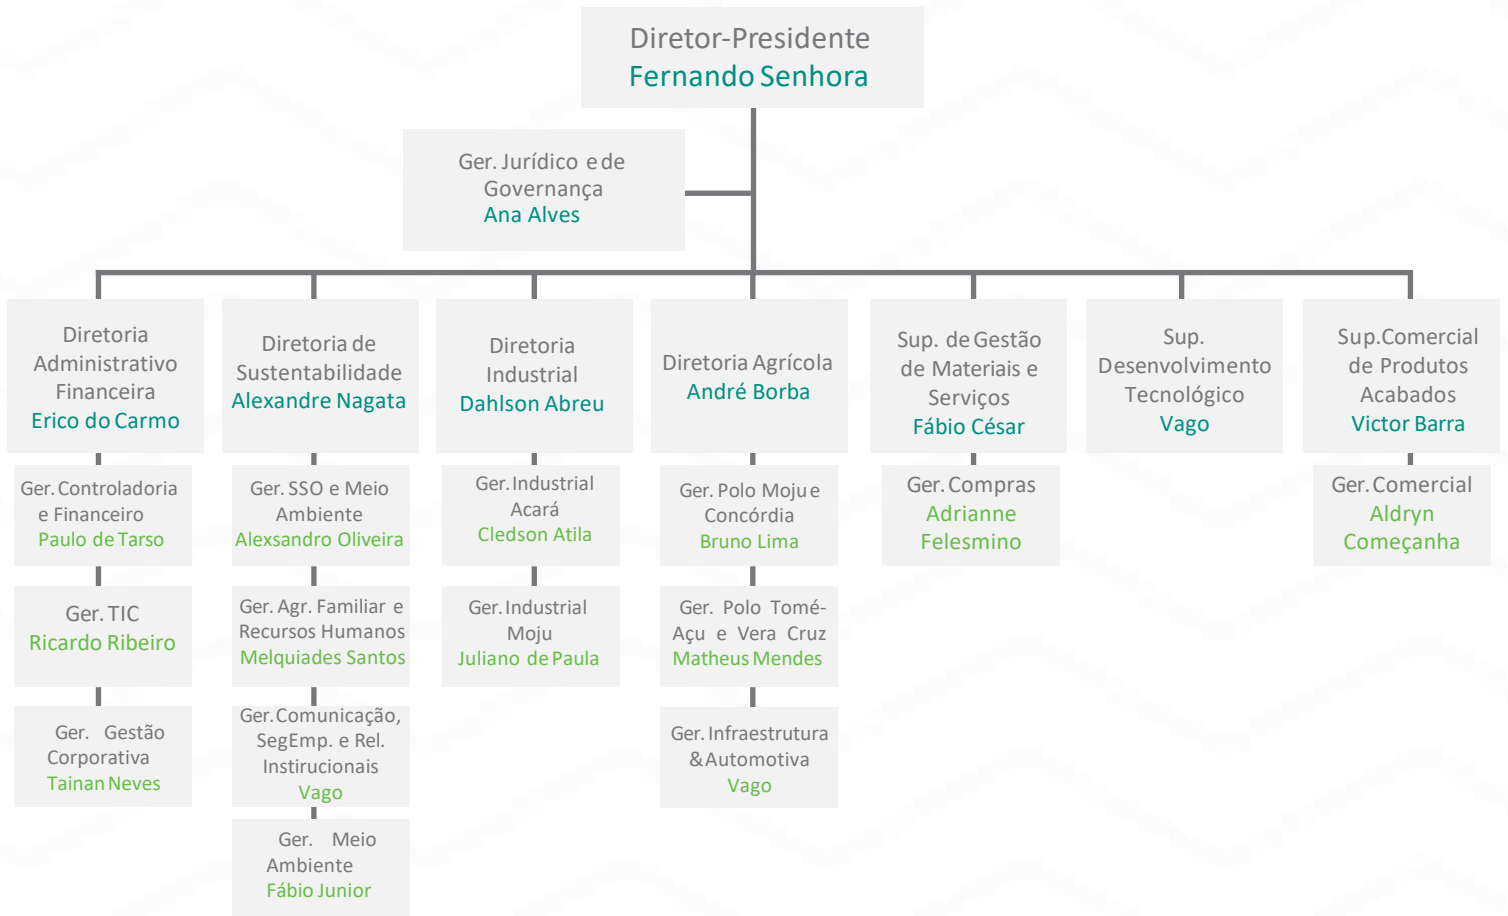 Diretor-Presidente
Fernando Senhora
Ger. Jurídico e de
Governança
Ana Alves
Diretoria
Administrativo
Financeira
Erico do Carmo
Diretoria de
Sustentabilidade
Alexandre Nagata
Diretoria
Industrial
Dahlson Abreu
Diretoria Agrícola
André Borba
Sup. de Gestão
de Materiais e
Serviços
Fábio César
Sup.
Desenvolvimento
Tecnológico
Vago
Sup.Comercial
de Produtos
Acabados
Victor Barra
Ger. Controladoria
e Financeiro
Paulo de Tarso
Ger. SSO e Meio
Ambiente
Alexsandro Oliveira
Ger. Industrial
Acará
Cledson Atila
Ger. Polo Moju e
Concórdia
Bruno Lima
Ger. Compras
Adrianne
Felesmino
Ger. Comercial
Aldryn
Começanha
Ger. TIC
Ricardo Ribeiro
Ger. Agr. Familiar e
Recursos Humanos
Melquiades Santos
Ger. Industrial
Moju
Juliano de Paula
Ger. Polo Tomé-
Açu e Vera Cruz
Matheus Mendes
Ger. Gestão
Corporativa
Tainan Neves
Ger. Comunicação,
SegEmp. e Rel.
Instirucionais
Vago
Ger. Infraestrutura
& Automotiva
Vago
Ger. Meio
Ambiente
Fábio Junior